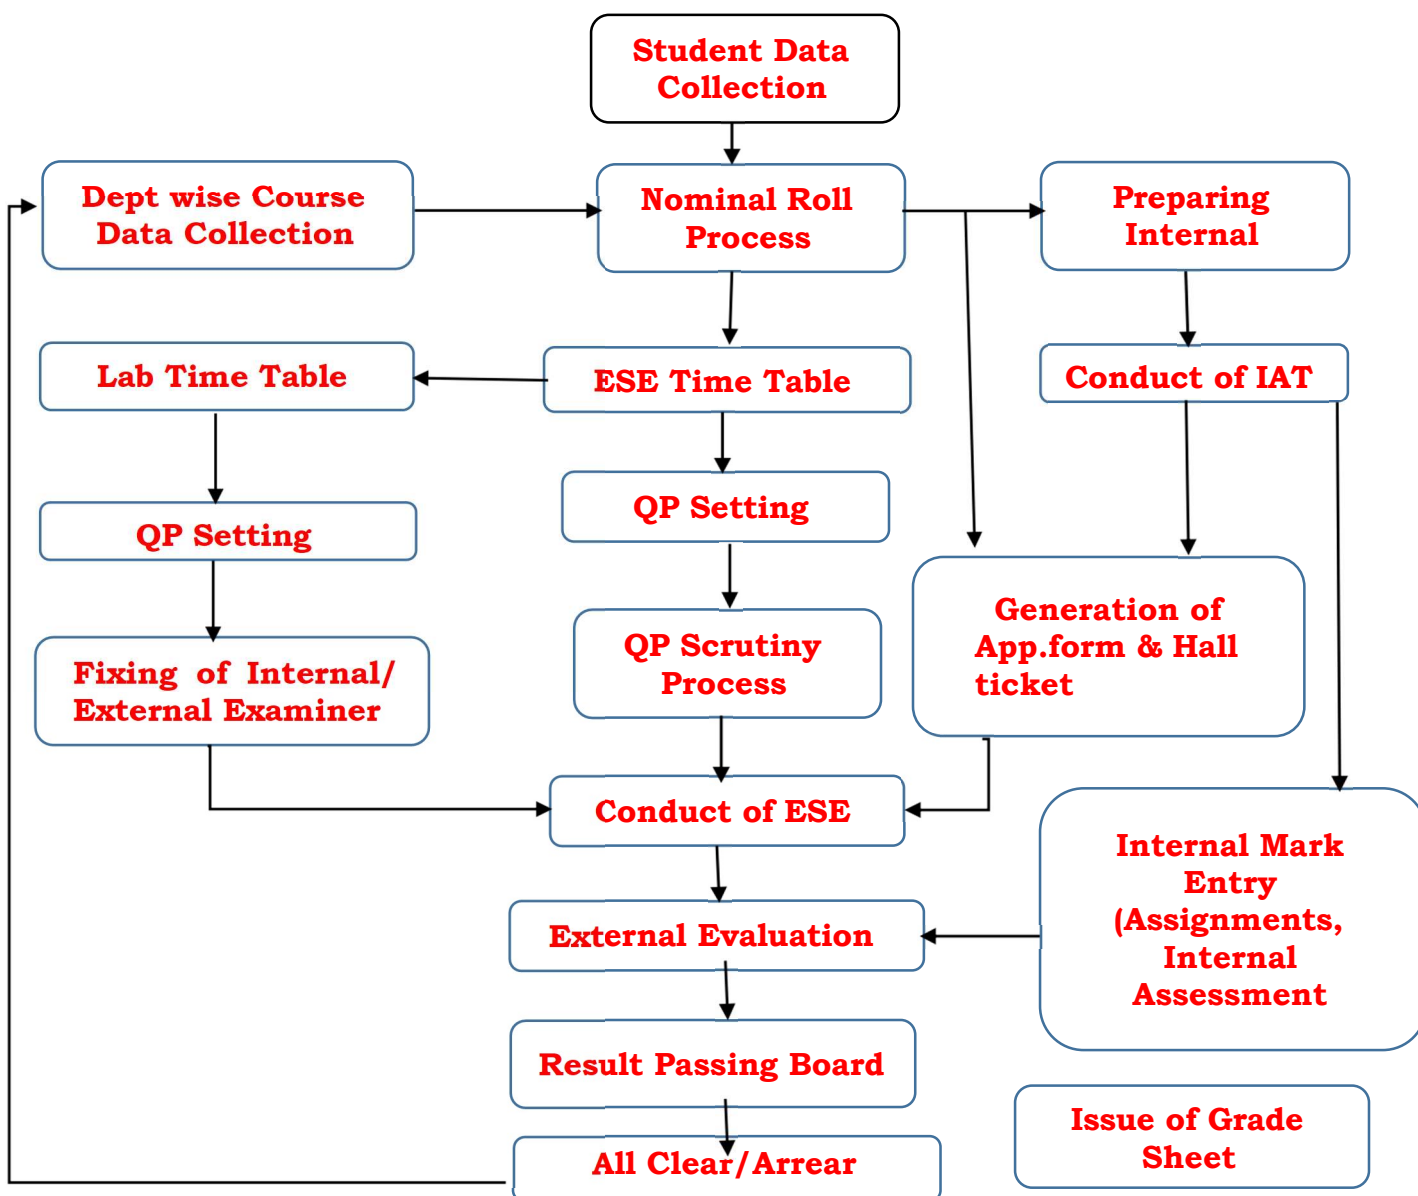 Student Data
Collection
Dept wise Course
Data Collection
Nominal Roll
Process
Preparing
Internal
Lab Time Table
ESE Time Table
Conduct of IAT
QP Setting
QP Setting
Fixing of Internal/
External Examiner
QP Scrutiny
Process
Generation of
App.form & Hall
ticket
Conduct of ESE
Internal Mark
Entry
(Assignments,
Internal
Assessment
External Evaluation
Result Passing Board
All Clear/Arrear
Issue of Grade
Sheet